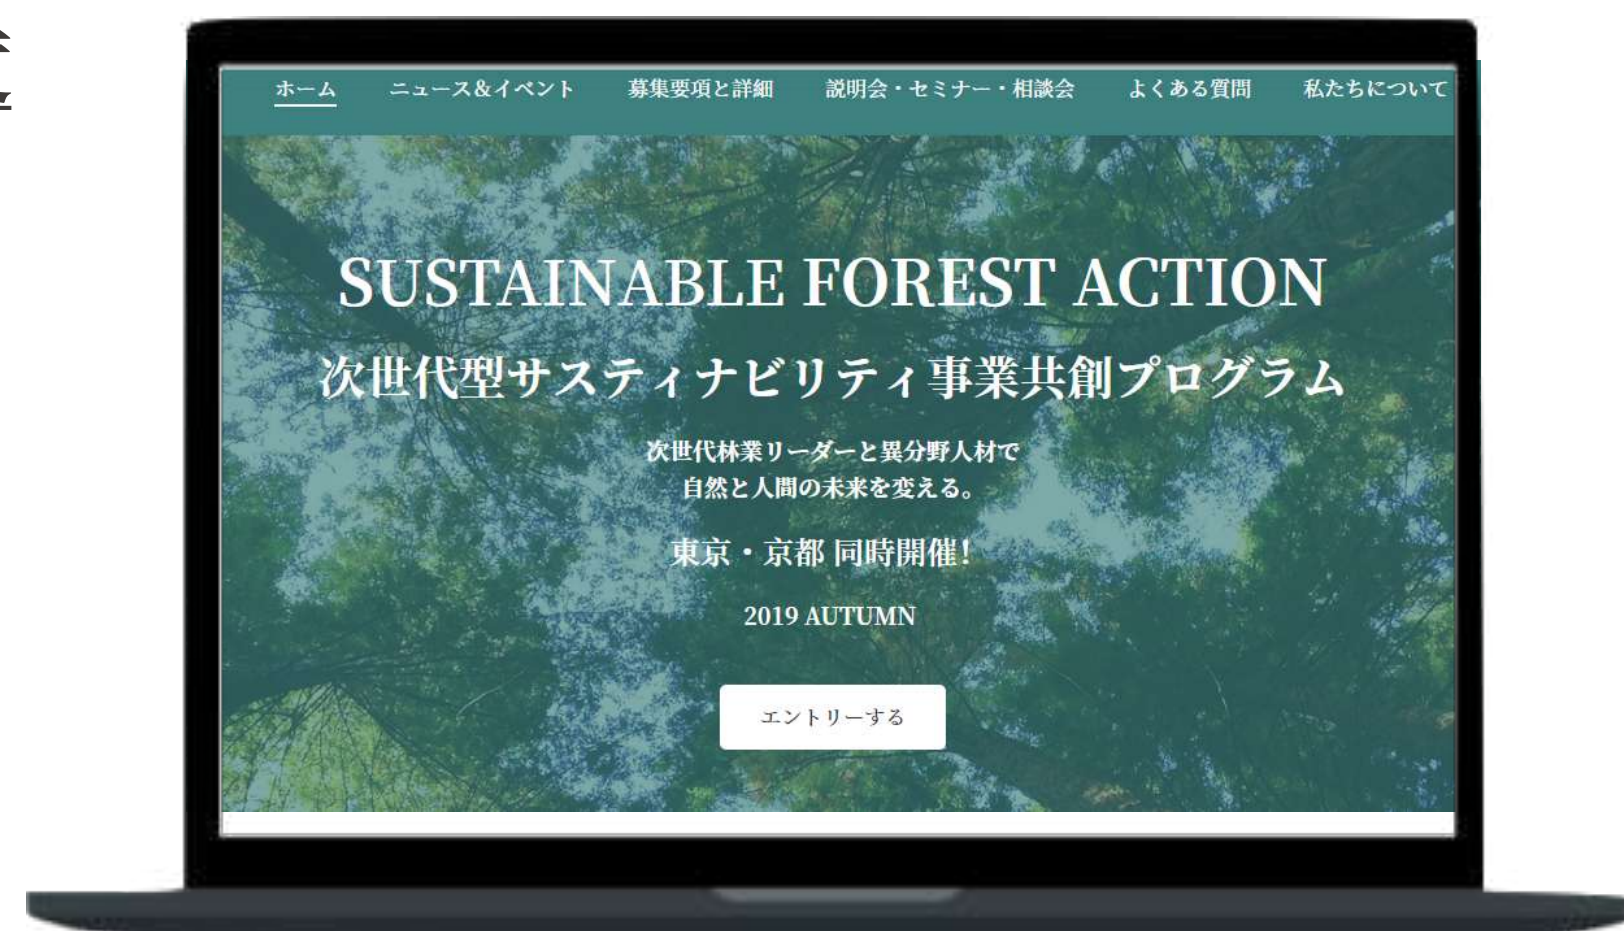 ホーム ニュース&イベント 募集要項と詳細 説明会・セミナー・相談会 よくある質問 私たちについて
SUSTAINABLE FOREST ACTION
次世代型サスティナビリティ事業共創プログラム
次世代林業リーダーと異分野人材で
自然と人間の未来を変える。
東京・京都 同時開催!
2019 AUTUMN
エントリーする